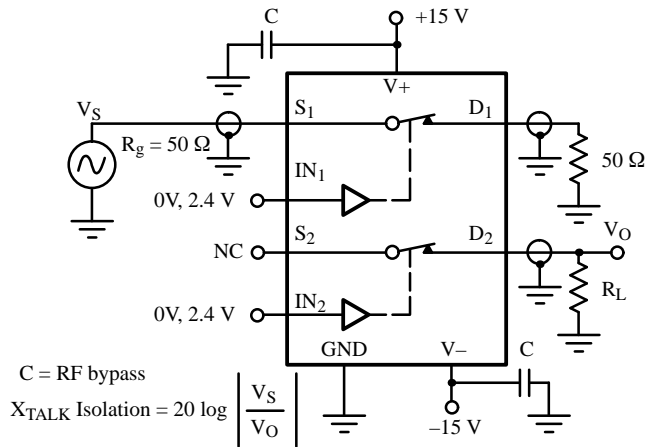 C
+15 V
V+
V_S
S_1
D_1
R_g = 50 Ω
50 Ω
IN_1
0V, 2.4 V
V_O
S_2
D_2
NC
R_L
IN_2
0V, 2.4 V
GND
V–
C
C = RF bypass
X_TALK Isolation = 20 log | V_S / V_O |
–15 V